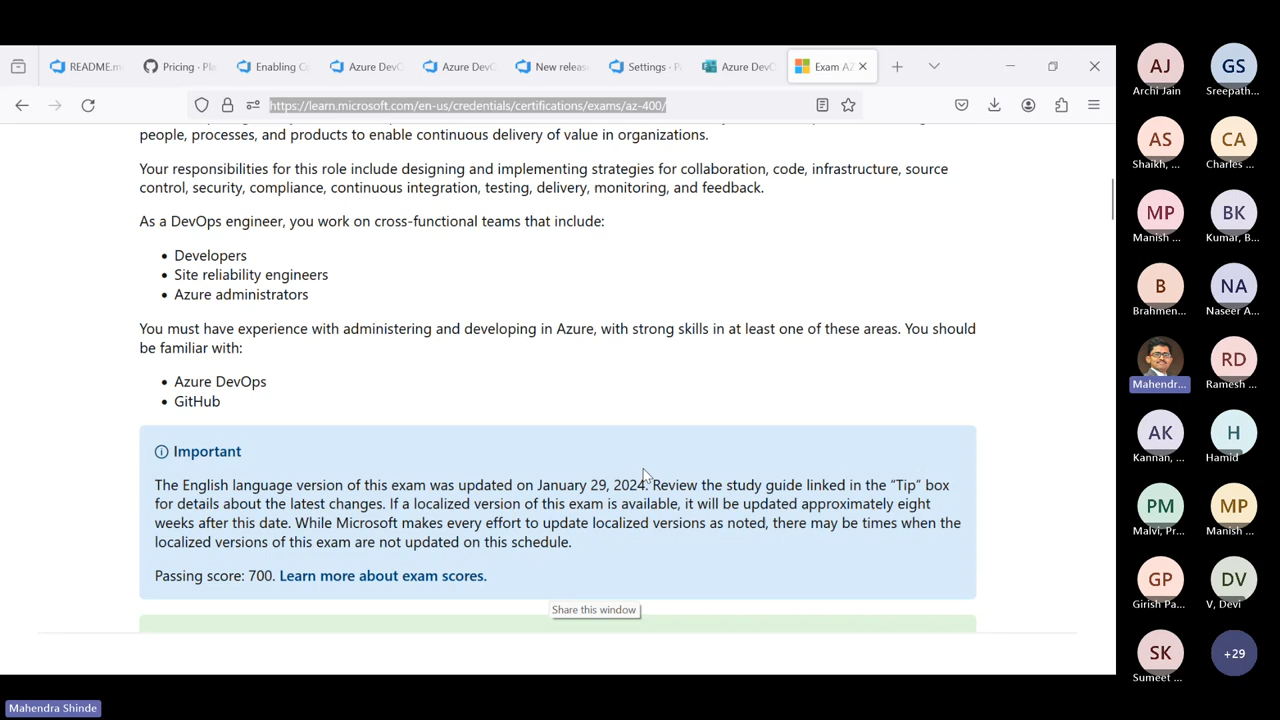 README.m
Pricing · Pla
Enabling Co
Azure DevO
Azure DevO
New release
Settings · P
Azure DevO
Exam AZ
https://learn.microsoft.com/en-us/credentials/certifications/exams/az-400/
people, processes, and products to enable continuous delivery of value in organizations.
Your responsibilities for this role include designing and implementing strategies for collaboration, code, infrastructure, source
control, security, compliance, continuous integration, testing, delivery, monitoring, and feedback.
As a DevOps engineer, you work on cross-functional teams that include:
• Developers
• Site reliability engineers
• Azure administrators
You must have experience with administering and developing in Azure, with strong skills in at least one of these areas. You should
be familiar with:
• Azure DevOps
• GitHub
Important
The English language version of this exam was updated on January 29, 2024. Review the study guide linked in the “Tip” box
for details about the latest changes. If a localized version of this exam is available, it will be updated approximately eight
weeks after this date. While Microsoft makes every effort to update localized versions as noted, there may be times when the
localized versions of this exam are not updated on this schedule.
Passing score: 700. Learn more about exam scores.
Share this window
AJ
Archi Jain
GS
Sreepath...
AS
Shaikh, ...
CA
Charles ...
MP
Manish ...
BK
Kumar, B...
B
Brahmen...
NA
Naseer A...
Mahendr...
RD
Ramesh ...
AK
Kannan, ...
H
Hamid
PM
Malvi, Pr...
MP
Manish ...
GP
Girish Pa...
DV
V, Devi
SK
Sumeet ...
+29
Mahendra Shinde